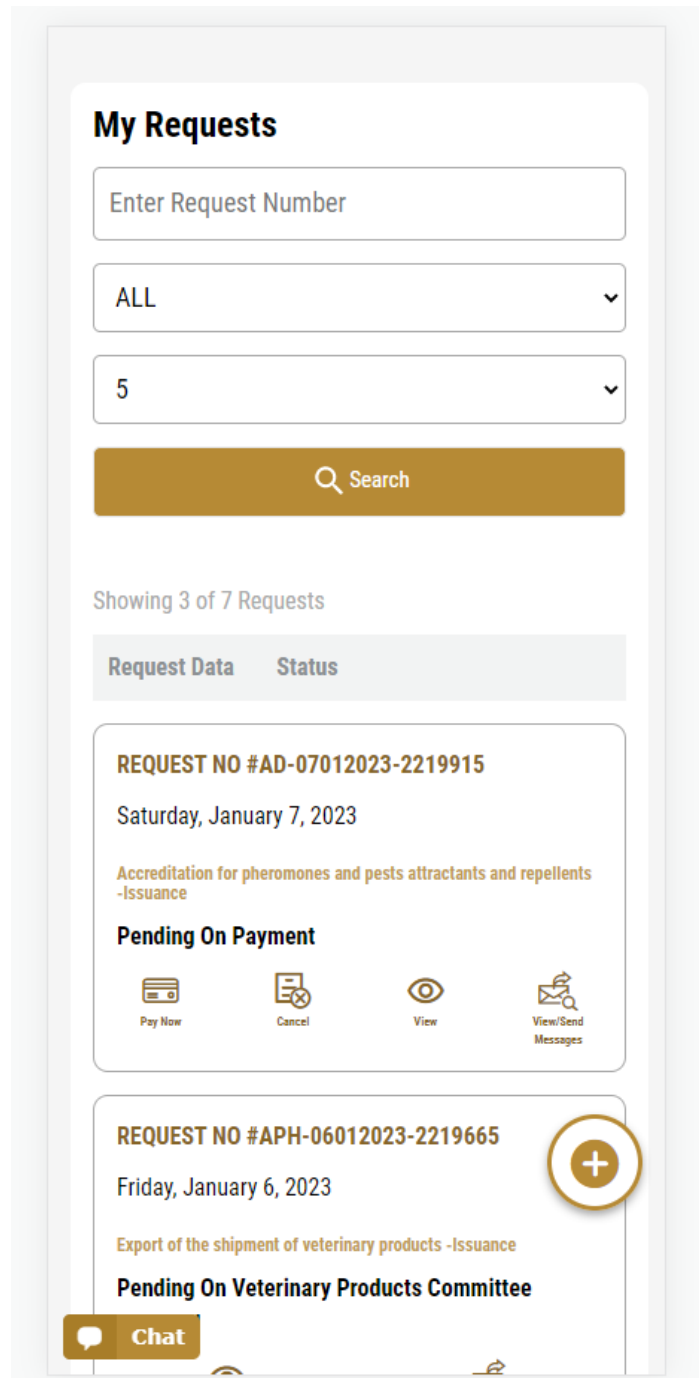 My Requests
Enter Request Number
ALL
5
Search
Showing 3 of 7 Requests
Request Data Status
REQUEST NO #AD-07012023-2219915
Saturday, January 7, 2023
Accreditation for pheromones and pests attractants and repellents
-Issuance
Pending On Payment
Pay Now Cancel View View/Send
Messages
REQUEST NO #APH-06012023-2219665
Friday, January 6, 2023
Export of the shipment of veterinary products -Issuance
Pending On Veterinary Products Committee
Chat